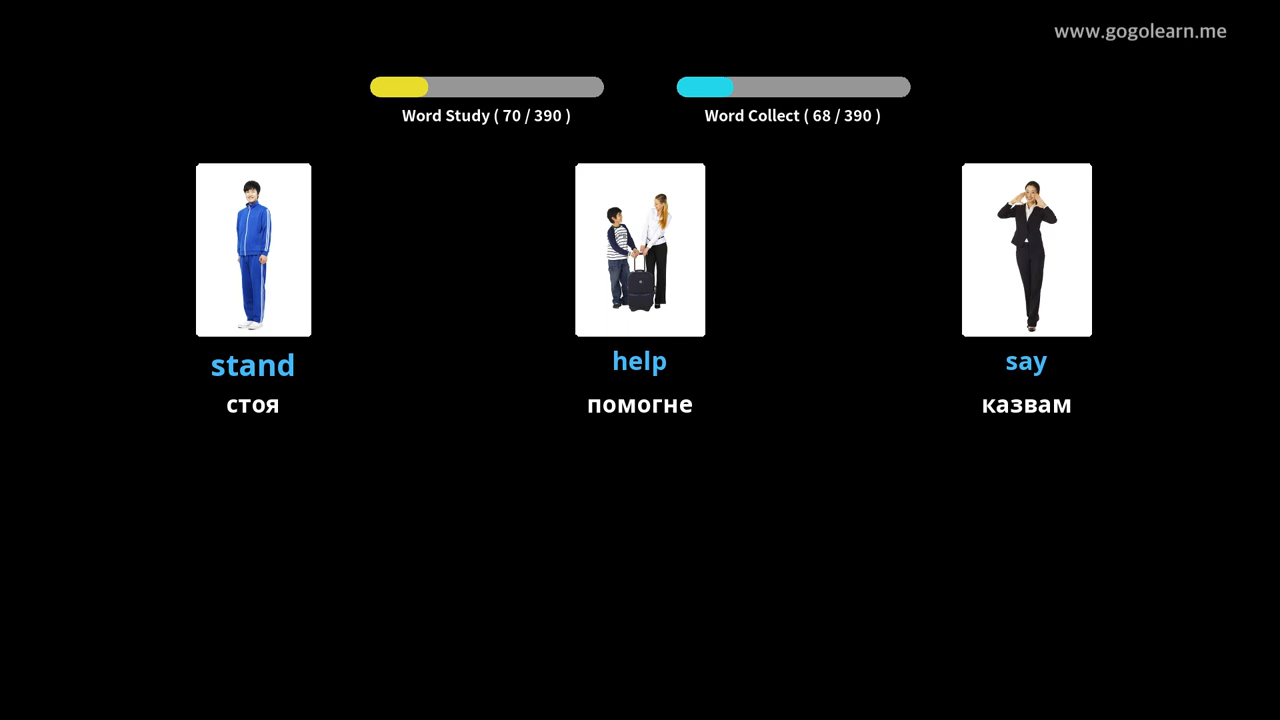 www.gogolearn.me
Word Study ( 70 / 390 )
Word Collect ( 68 / 390 )
stand
help
say
стоя
помогне
казвам